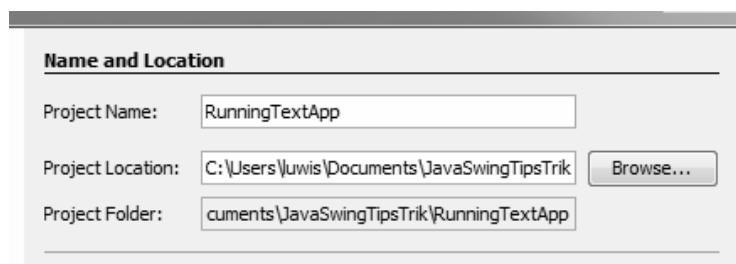 Name and Location
Project Name: RunningTextApp
Project Location: C:\Users\luwis\Documents\JavaSwingTipsTrik Browse...
Project Folder: cuments\JavaSwingTipsTrik\RunningTextApp